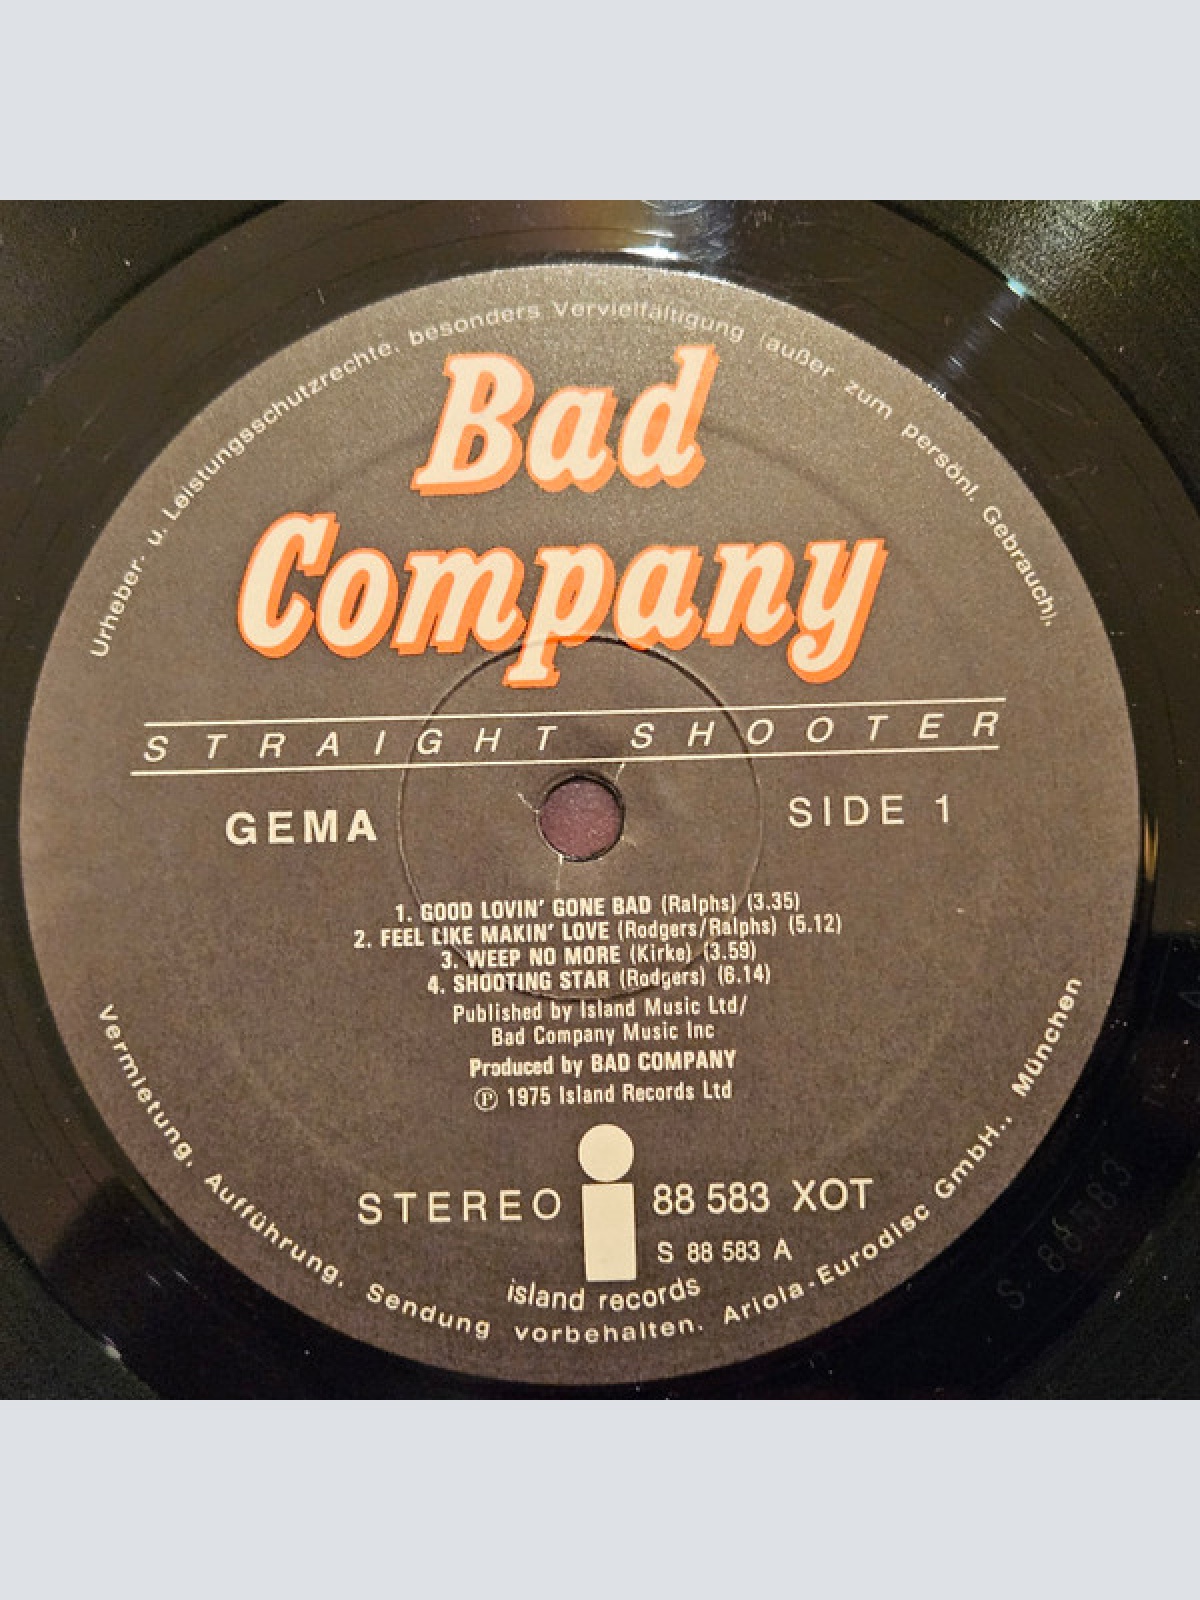 Urheber- u. Leistungsschutzrechte, besonders Vervielfältigung (außer zum persönl. Gebrauch),
Bad
Company
STRAIGHT SHOOTER
GEMA
SIDE 1
1. GOOD LOVIN' GONE BAD (Ralphs) (3.35)
2. FEEL LIKE MAKIN' LOVE (Rodgers/Ralphs) (5.12)
3. WEEP NO MORE (Kirke) (3.59)
4. SHOOTING STAR (Rodgers) (6.14)
Published by Island Music Ltd/
Bad Company Music Inc
Produced by BAD COMPANY
Ⓟ 1975 Island Records Ltd
STEREO
88 583 XOT
S 88 583 A
island records
Vermietung, Aufführung, Sendung vorbehalten. Ariola-Eurodisc GmbH., München
S 88583